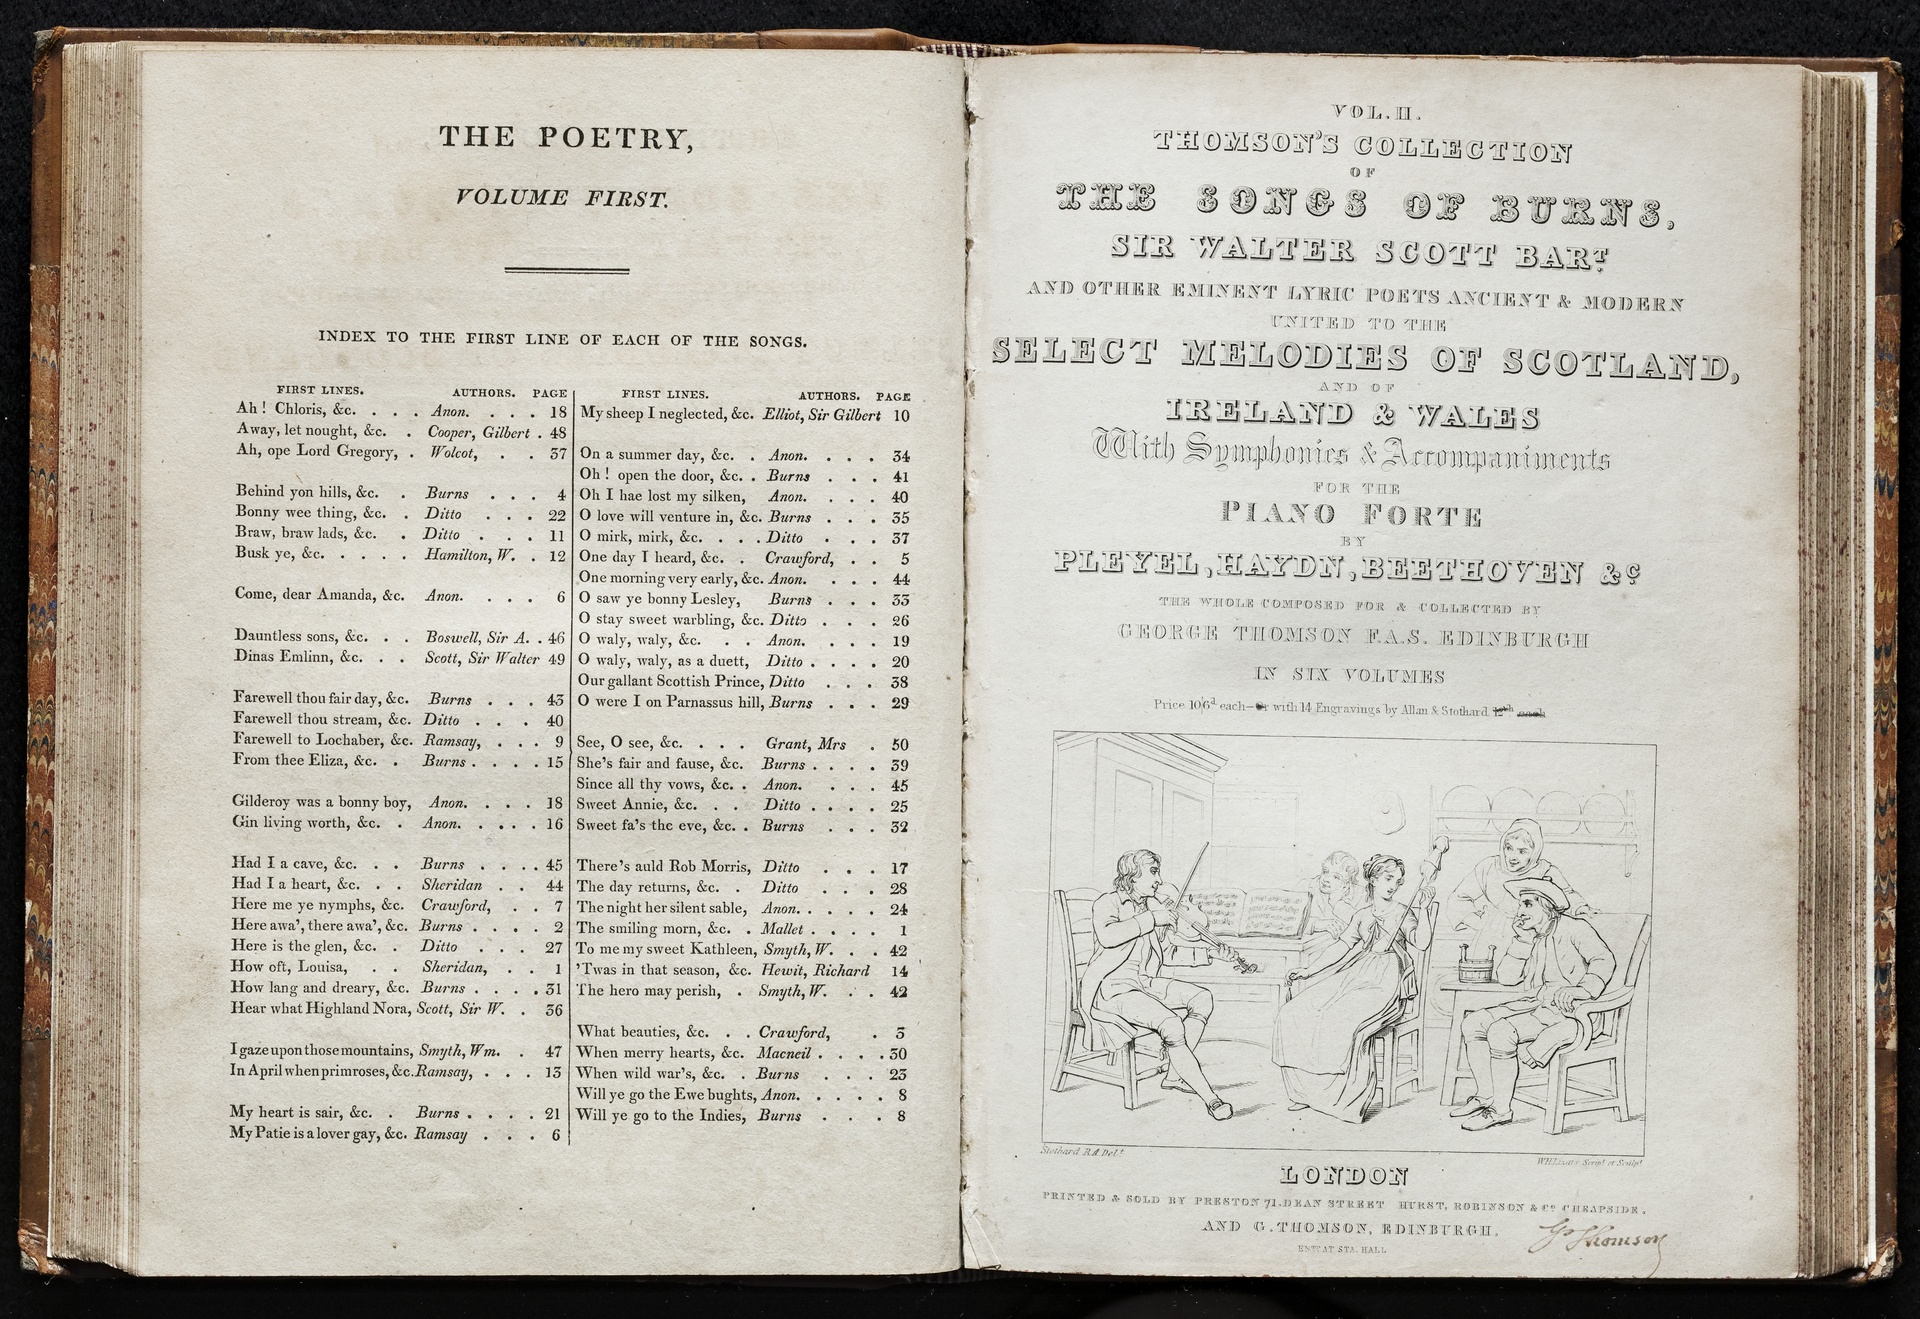 THE POETRY,
VOLUME FIRST.
INDEX TO THE FIRST LINE OF EACH OF THE SONGS.
FIRST LINES. AUTHORS. PAGE
Ah! Chloris, &c. . . . Anon. . . . 18
Away, let nought, &c. . Cooper, Gilbert . 48
Ah, ope Lord Gregory, . Wolcot, . . 37
Behind yon hills, &c. . Burns . . . 4
Bonny wee thing, &c. . Ditto . . . 22
Braw, braw lads, &c. . Ditto . . . 11
Busk ye, &c. . . . . Hamilton, W. . 12
Come, dear Amanda, &c. Anon. . . . 6
Dauntless sons, &c. . . Boswell, Sir A. . 46
Dinas Emlinn, &c. . . Scott, Sir Walter 49
Farewell thou fair day, &c. Burns . . . 43
Farewell thou stream, &c. Ditto . . . 40
Farewell to Lochaber, &c. Ramsay, . . . 9
From thee Eliza, &c. . Burns . . . . 15
Gilderoy was a bonny boy, Anon. . . . 18
Gin living worth, &c. . Anon. . . . . 16
Had I a cave, &c. . . Burns . . . . 45
Had I a heart, &c. . . Sheridan . . 44
Here me ye nymphs, &c. Crawford, . . 7
Here awa', there awa', &c. Burns . . . . 2
Here is the glen, &c. . Ditto . . . 27
How oft, Louisa, . . Sheridan, . . 1
How lang and dreary, &c. Burns . . . . 31
Hear what Highland Nora, Scott, Sir W. . 36
I gaze upon those mountains, Smyth, Wm. . 47
In April when primroses, &c. Ramsay, . . . 13
My heart is sair, &c. . Burns . . . . 21
My Patie is a lover gay, &c. Ramsay . . . 6
FIRST LINES. AUTHORS. PAGE
My sheep I neglected, &c. Elliot, Sir Gilbert 10
On a summer day, &c. . Anon. . . . 34
Oh! open the door, &c. . Burns . . . 41
Oh I hae lost my silken, Anon. . . . 40
O love will venture in, &c. Burns . . . 35
O mirk, mirk, &c. . . . Ditto . . . 37
One day I heard, &c. . Crawford, . . 5
One morning very early, &c. Anon. . . . 44
O saw ye bonny Lesley, Burns . . . 33
O stay sweet warbling, &c. Ditto . . . 26
O waly, waly, &c. . . Anon. . . . 19
O waly, waly, as a duett, Ditto . . . . 20
Our gallant Scottish Prince, Ditto . . . 38
O were I on Parnassus hill, Burns . . . 29
See, O see, &c. . . . Grant, Mrs . 50
She's fair and fause, &c. Burns . . . . 39
Since all thy vows, &c. . Anon. . . . 45
Sweet Annie, &c. . . Ditto . . . . 25
Sweet fa's the eve, &c. . Burns . . . 32
There's auld Rob Morris, Ditto . . . 17
The day returns, &c. . Ditto . . . 28
The night her silent sable, Anon. . . . . 24
The smiling morn, &c. . Mallet . . . . 1
To me my sweet Kathleen, Smyth, W. . . 42
'Twas in that season, &c. Hewit, Richard 14
The hero may perish, . Smyth, W. . . 42
What beauties, &c. . . Crawford, . 3
When merry hearts, &c. Macneil . . . . 30
When wild war's, &c. . Burns . . . 23
Will ye go the Ewe bughts, Anon. . . . . 8
Will ye go to the Indies, Burns . . . 8
VOL. II.
THOMSON'S COLLECTION
OF
THE SONGS OF BURNS,
SIR WALTER SCOTT BART.
AND OTHER EMINENT LYRIC POETS ANCIENT & MODERN
UNITED TO THE
SELECT MELODIES OF SCOTLAND,
AND OF
IRELAND & WALES
With Symphonies & Accompaniments
FOR THE
PIANO FORTE
BY
PLEYEL, HAYDN, BEETHOVEN &c
THE WHOLE COMPOSED FOR & COLLECTED BY
GEORGE THOMSON F.A.S. EDINBURGH
IN SIX VOLUMES
Price 10/6d each—Or with 14 Engravings by Allan & Stothard each
Stothard R.A Delt.
WH Lizars Script et Sculpt
LONDON
PRINTED & SOLD BY PRESTON 71. DEAN STREET HURST, ROBINSON & Co CHEAPSIDE.
AND G. THOMSON, EDINBURGH.
ENTd AT STA. HALL
G Thomson